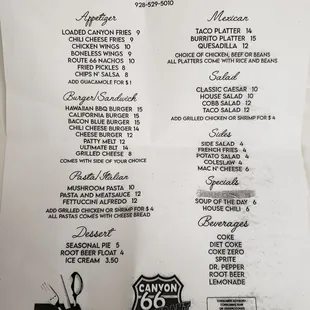 928-529-5010
Appetizer
LOADED CANYON FRIES 9
CHILI CHEESE FRIES 9
CHICKEN WINGS 10
BONELESS WINGS 9
ROUTE 66 NACHOS 10
FRIED PICKLES 8
CHIPS N' SALSA 8
ADD GUACAMOLE FOR $1
Burger/Sandwich
HAWAIIAN BBQ BURGER 15
CALIFORNIA BURGER 15
BACON BLUE BURGER 15
CHILI CHEESE BURGER 14
CHEESE BURGER 12
PATTY MELT 12
ULTIMATE BLT 14
GRILLED CHEESE 8
COMES WITH SIDE OF YOUR CHOICE
Pasta/Italian
MUSHROOM PASTA 10
PASTA AND MEATSAUCE 12
FETTUCCINI ALFREDO 12
ADD GRILLED CHICKEN OR SHRIMP FOR $ 4
ALL PASTAS COMES WITH CHEESE BREAD
Dessert
SEASONAL PIE 5
ROOT BEER FLOAT 4
ICE CREAM 3.50
Mexican
TACO PLATTER 14
BURRITO PLATTER 15
QUESADILLA 12
CHOICE OF CHICKEN, BEEF OR BEANS
ALL PLATTERS COME WITH RICE AND BEANS
Salad
CLASSIC CAESAR 10
HOUSE SALAD 10
COBB SALAD 12
TACO SALAD 12
ADD GRILLED CHICKEN OR SHRIMP FOR $ 4
Sides
SIDE SALAD 4
FRENCH FRIES 4
POTATO SALAD 4
COLESLAW 4
MAC N' CHEESE 6
Specials
SOUP OF THE DAY 6
HOUSE CHILI 6
Beverages
COKE
DIET COKE
COKE ZERO
SPRITE
DR. PEPPER
ROOT BEER
LEMONADE
CANYON
66